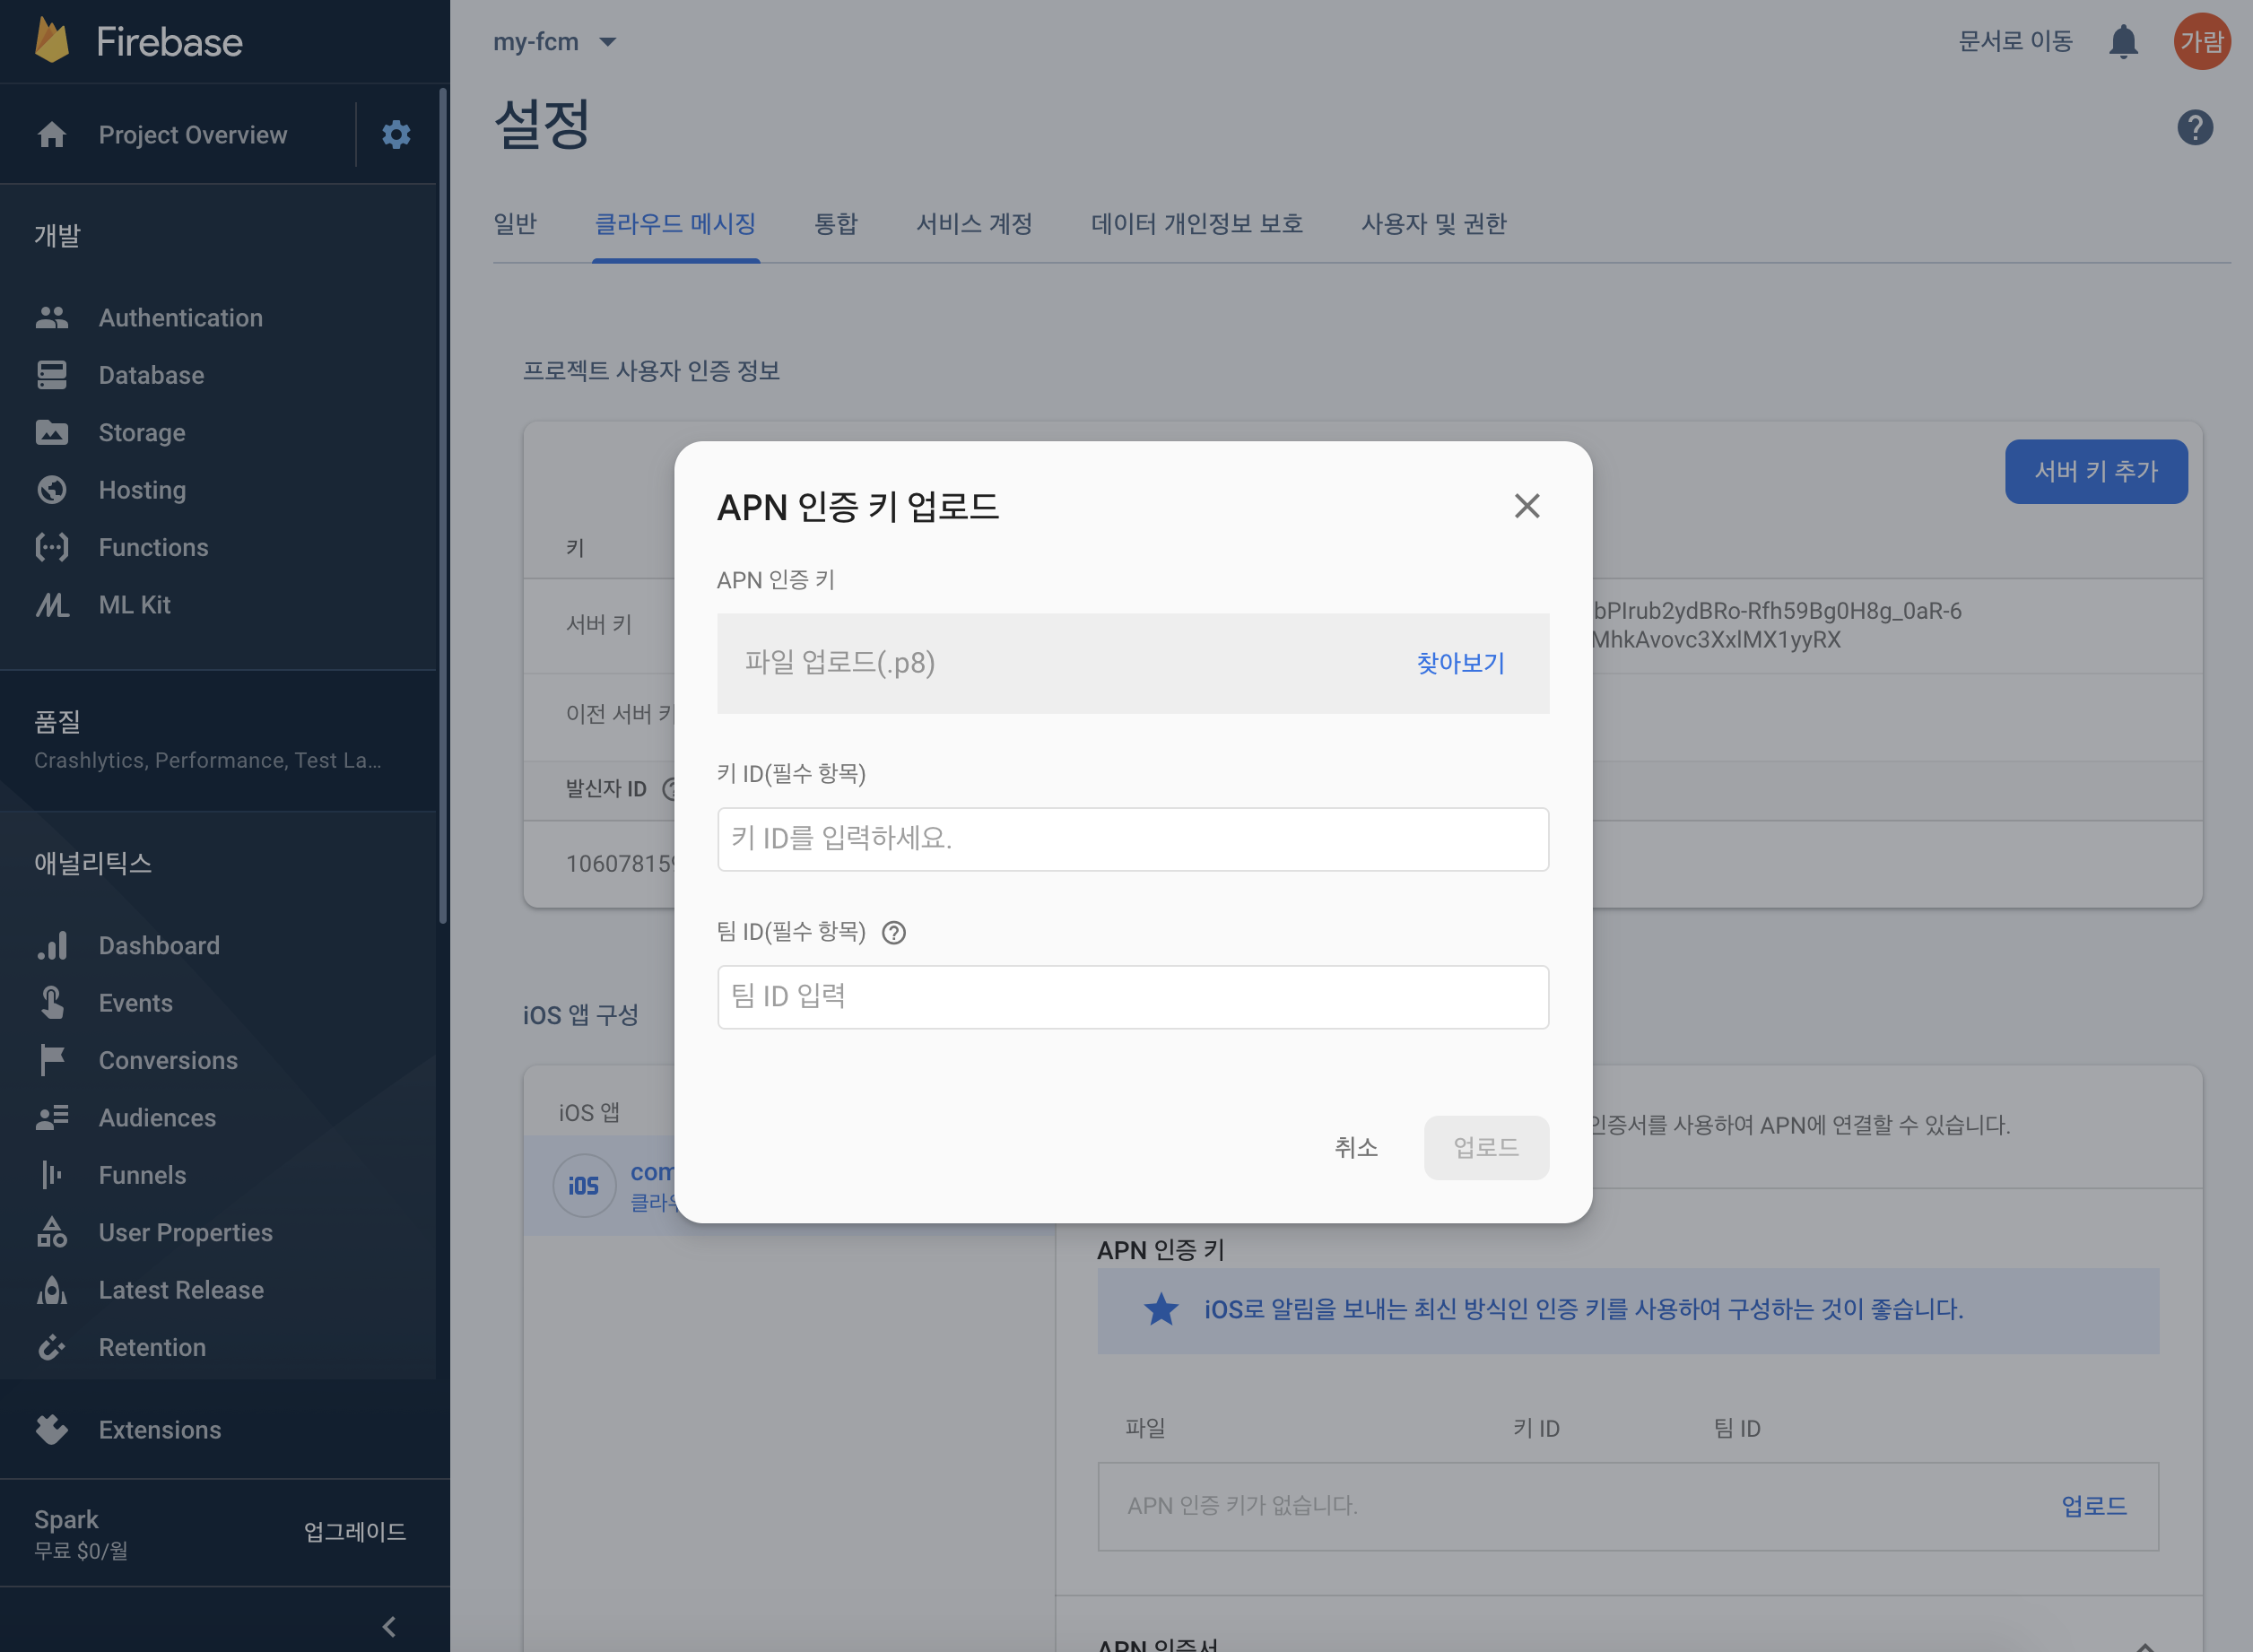 Firebase
Project Overview
개발
Authentication
Database
Storage
Hosting
Functions
ML Kit
품질
Crashlytics, Performance, Test La...
애널리틱스
Dashboard
Events
Conversions
Audiences
Funnels
User Properties
Latest Release
Retention
Extensions
Spark
무료 $0/월
업그레이드
my-fcm
문서로 이동
가람
설정
일반
클라우드 메시징
통합
서비스 계정
데이터 개인정보 보호
사용자 및 권한
프로젝트 사용자 인증 정보
서버 키 추가
키
서버 키
bPIrub2ydBRo-Rfh59Bg0H8g_0aR-6
MhkAvovc3XxlMX1yyRX
이전 서버 키
발신자 ID
106078159
APN 인증 키 업로드
APN 인증 키
파일 업로드(.p8)
찾아보기
키 ID(필수 항목)
키 ID를 입력하세요.
팀 ID(필수 항목)
팀 ID 입력
취소
업로드
iOS 앱 구성
iOS 앱
iOS
com
클라우
인증서를 사용하여 APN에 연결할 수 있습니다.
APN 인증 키
iOS로 알림을 보내는 최신 방식인 인증 키를 사용하여 구성하는 것이 좋습니다.
파일
키 ID
팀 ID
APN 인증 키가 없습니다.
업로드
APN 인증서